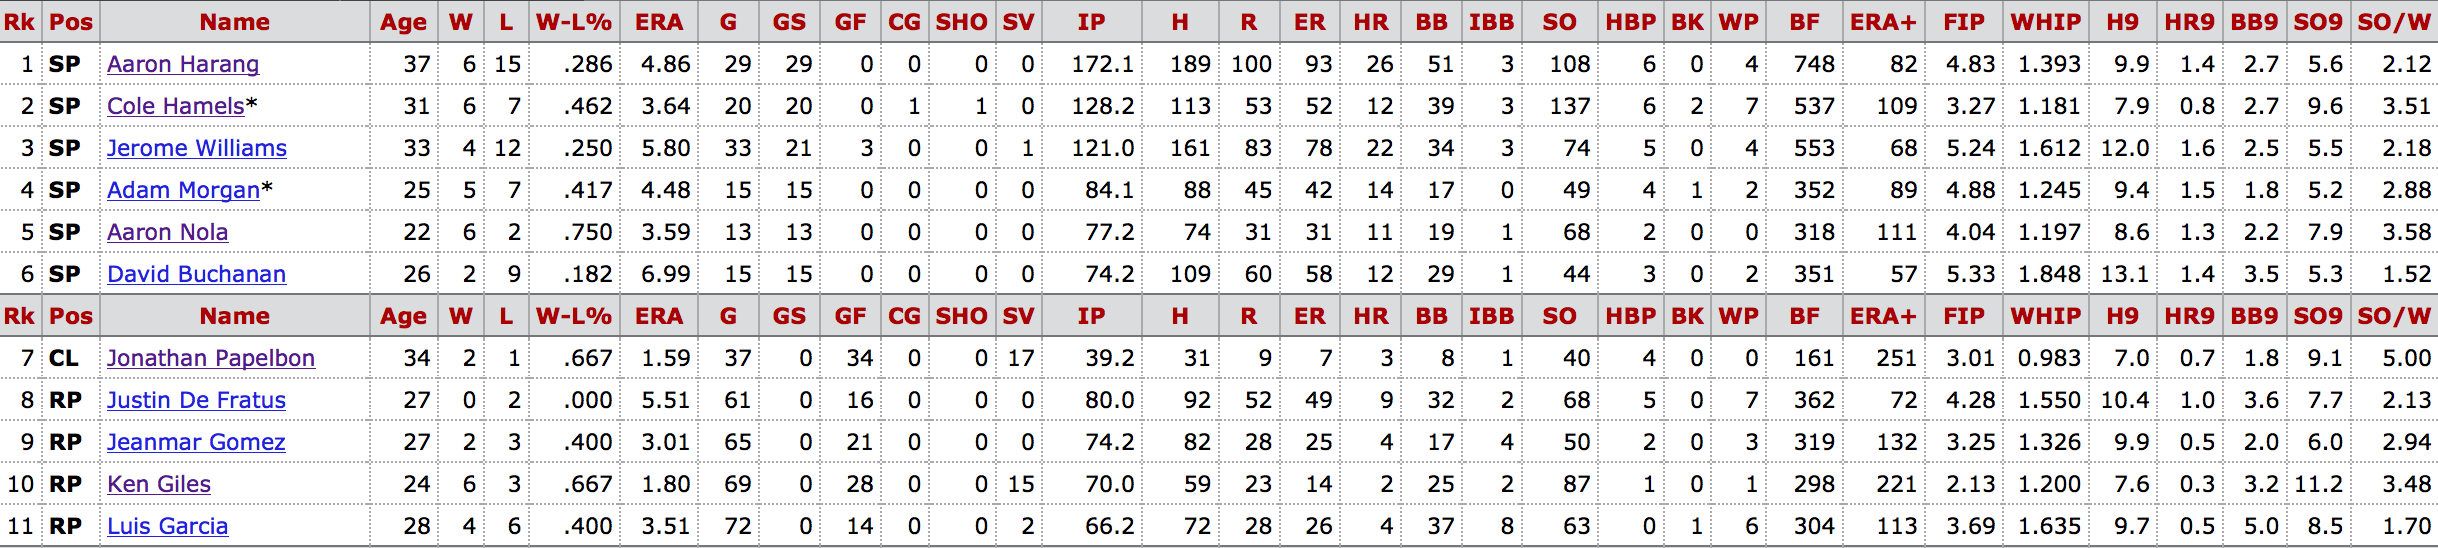 Rk Pos Name Age W L W-L% ERA G GS GF CG SHO SV IP H R ER HR BB IBB SO HBP BK WP BF ERA+ FIP WHIP H9 HR9 BB9 SO9 SO/W
1 SP Aaron Harang 37 6 15 .286 4.86 29 29 0 0 0 0 172.1 189 100 93 26 51 3 108 6 0 4 748 82 4.83 1.393 9.9 1.4 2.7 5.6 2.12
2 SP Cole Hamels* 31 6 7 .462 3.64 20 20 0 1 1 0 128.2 113 53 52 12 39 3 137 6 2 7 537 109 3.27 1.181 7.9 0.8 2.7 9.6 3.51
3 SP Jerome Williams 33 4 12 .250 5.80 33 21 3 0 0 1 121.0 161 83 78 22 34 3 74 5 0 4 553 68 5.24 1.612 12.0 1.6 2.5 5.5 2.18
4 SP Adam Morgan* 25 5 7 .417 4.48 15 15 0 0 0 0 84.1 88 45 42 14 17 0 49 4 1 2 352 89 4.88 1.245 9.4 1.5 1.8 5.2 2.88
5 SP Aaron Nola 22 6 2 .750 3.59 13 13 0 0 0 0 77.2 74 31 31 11 19 1 68 2 0 0 318 111 4.04 1.197 8.6 1.3 2.2 7.9 3.58
6 SP David Buchanan 26 2 9 .182 6.99 15 15 0 0 0 0 74.2 109 60 58 12 29 1 44 3 0 2 351 57 5.33 1.848 13.1 1.4 3.5 5.3 1.52
Rk Pos Name Age W L W-L% ERA G GS GF CG SHO SV IP H R ER HR BB IBB SO HBP BK WP BF ERA+ FIP WHIP H9 HR9 BB9 SO9 SO/W
7 CL Jonathan Papelbon 34 2 1 .667 1.59 37 0 34 0 0 17 39.2 31 9 7 3 8 1 40 4 0 0 161 251 3.01 0.983 7.0 0.7 1.8 9.1 5.00
8 RP Justin De Fratus 27 0 2 .000 5.51 61 0 16 0 0 0 80.0 92 52 49 9 32 2 68 5 0 7 362 72 4.28 1.550 10.4 1.0 3.6 7.7 2.13
9 RP Jeanmar Gomez 27 2 3 .400 3.01 65 0 21 0 0 0 74.2 82 28 25 4 17 4 50 2 0 3 319 132 3.25 1.326 9.9 0.5 2.0 6.0 2.94
10 RP Ken Giles 24 6 3 .667 1.80 69 0 28 0 0 15 70.0 59 23 14 2 25 2 87 1 0 1 298 221 2.13 1.200 7.6 0.3 3.2 11.2 3.48
11 RP Luis Garcia 28 4 6 .400 3.51 72 0 14 0 0 2 66.2 72 28 26 4 37 8 63 0 1 6 304 113 3.69 1.635 9.7 0.5 5.0 8.5 1.70